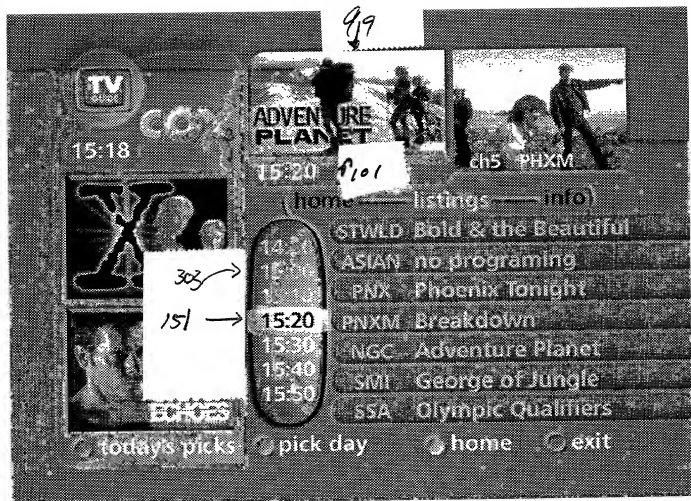 99
TV
COX
15:18
ADVENTURE
PLANET
15:20
101
ch5 PHXM
home listings info
303
151
15:20
15:30
15:40
15:50
STWLD Bold & the Beautiful
ASIAN no programing
PNX Phoenix Tonight
PNXM Breakdown
NGC Adventure Planet
SMI George of Jungle
SSA Olympic Qualifiers
X
ECHOES
today's picks pick day home exit